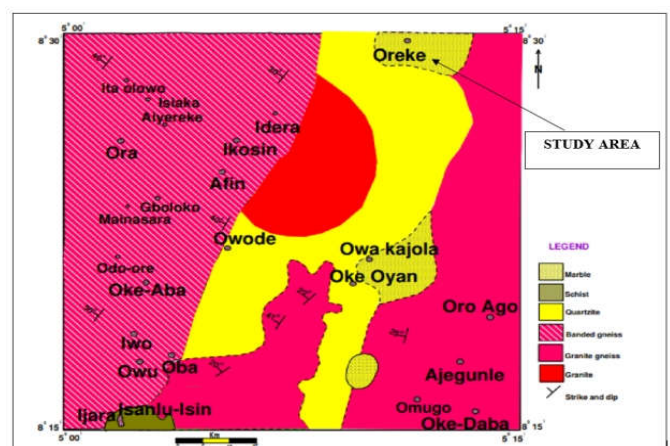 5° 00'
5° 15'
8° 30'
8° 30'
Oreke
N
Ita olowo
Isiaka
Aiyerake
Idera
STUDY AREA
Ora
Ikosin
Afin
Gboloko
Mainasara
Owode
Owa kajola
LEGEND
Odo-ore
Oke Oyan
Marble
Oke-Aba
Schist
Oro Ago
Quartzite
Iwo
Banded gneiss
Oba
Granite gneiss
Owu
Ajegunle
Granite
Omugo
Strike and dip
Ijara
Isanlu-Isin
Oke-Daba
8° 15'
8° 15'
5° 00'
Km
5° 15'